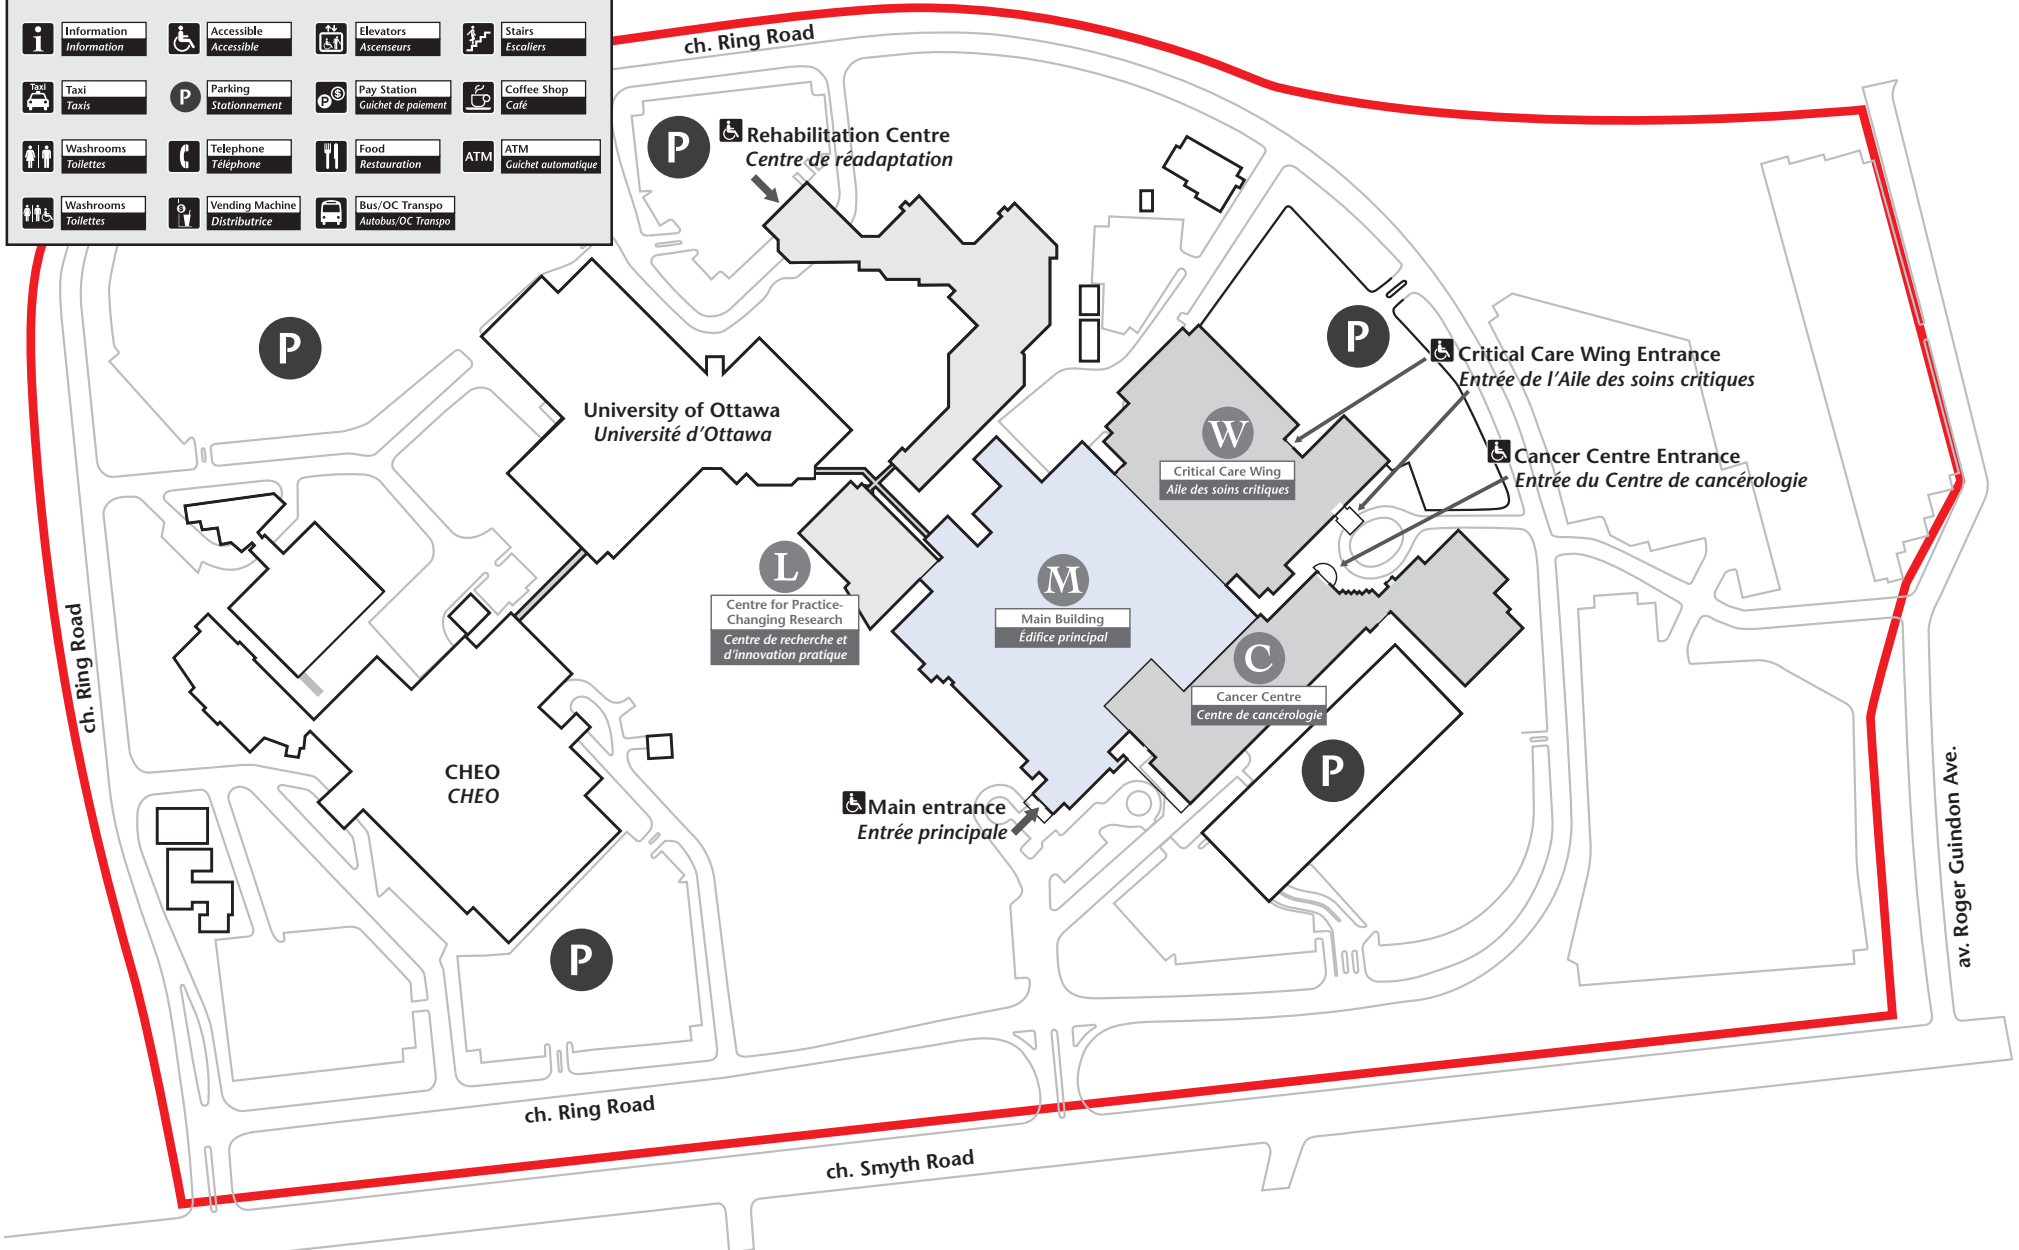 Information
Information
Accessible
Accessible
Elevators
Ascenseurs
Stairs
Escaliers
Taxi
Taxi
Taxis
P
Parking
Stationnement
P $
Pay Station
Guichet de paiement
Coffee Shop
Café
Washrooms
Toilettes
Telephone
Téléphone
Food
Restauration
ATM
ATM
Guichet automatique
Washrooms
Toilettes
$
Vending Machine
Distributrice
Bus/OC Transpo
Autobus/OC Transpo
ch. Ring Road
P
Rehabilitation Centre
Centre de réadaptation
P
P
Critical Care Wing Entrance
Entrée de l'Aile des soins critiques
University of Ottawa
Université d'Ottawa
W
Critical Care Wing
Aile des soins critiques
Cancer Centre Entrance
Entrée du Centre de cancérologie
L
Centre for Practice-
Changing Research
Centre de recherche et
d'innovation pratique
M
Main Building
Édifice principal
C
Cancer Centre
Centre de cancérologie
ch. Ring Road
CHEO
CHEO
P
Main entrance
Entrée principale
av. Roger Guindon Ave.
P
ch. Ring Road
ch. Smyth Road